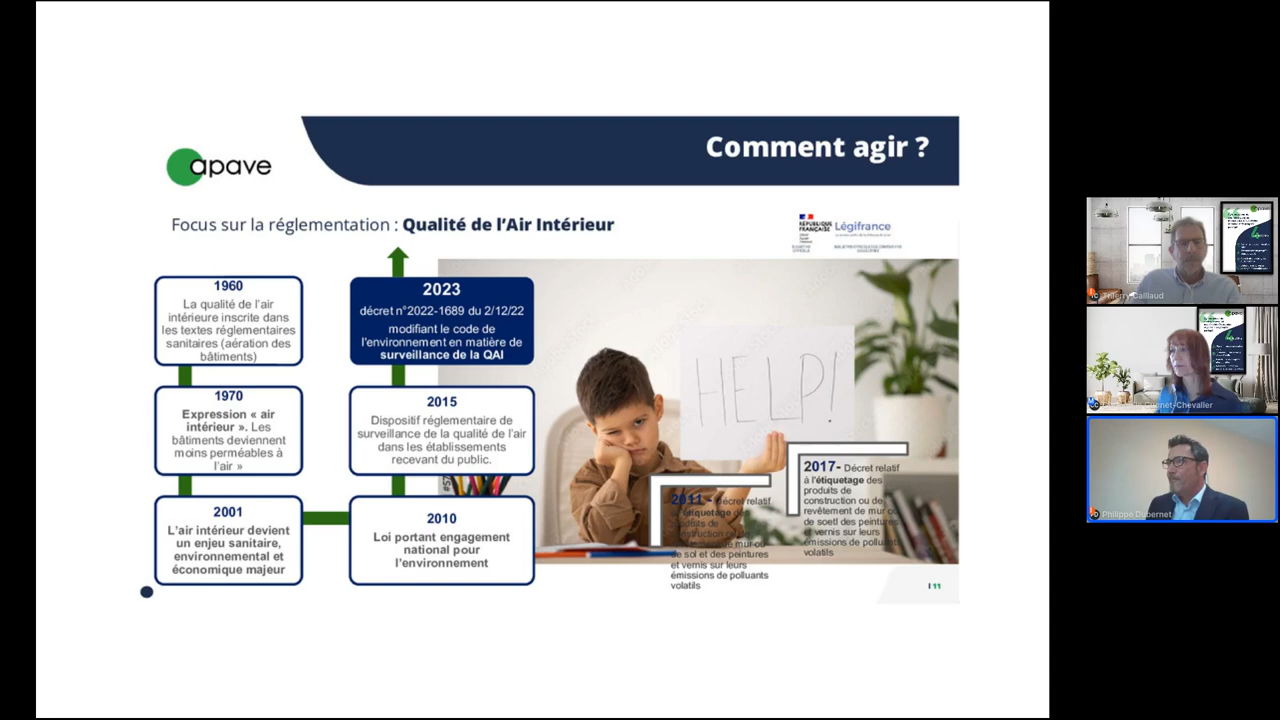 Comment agir ?
apave
Focus sur la réglementation : Qualité de l'Air Intérieur
RÉPUBLIQUE
FRANÇAISE
Légifrance
1960
La qualité de l'air
intérieure inscrite dans
les textes réglementaires
sanitaires (aération des
bâtiments)
1970
Expression « air
intérieur ». Les
bâtiments deviennent
moins perméables à
l'air »
2001
L'air intérieur devient
un enjeu sanitaire,
environnemental et
économique majeur
2010
Loi portant engagement
national pour
l'environnement
2015
Dispositif réglementaire de
surveillance de la qualité de l'air
dans les établissements
recevant du public.
2023
décret n°2022-1689 du 2/12/22
modifiant le code de
l'environnement en matière de
surveillance de la QAI
HELP!
2011 - Décret relatif
à l'étiquetage des
produits de
construction ou de
revêtement de mur ou
de sol et des peintures
et vernis sur leurs
émissions de polluants
volatils
2017- Décret relatif
à l'étiquetage des
produits de
construction ou de
revêtement de mur ou
de soetl des peintures
et vernis sur leurs
émissions de polluants
volatils
11
Thierry Caillaud
net-Chevalier
Philippe Dubernet